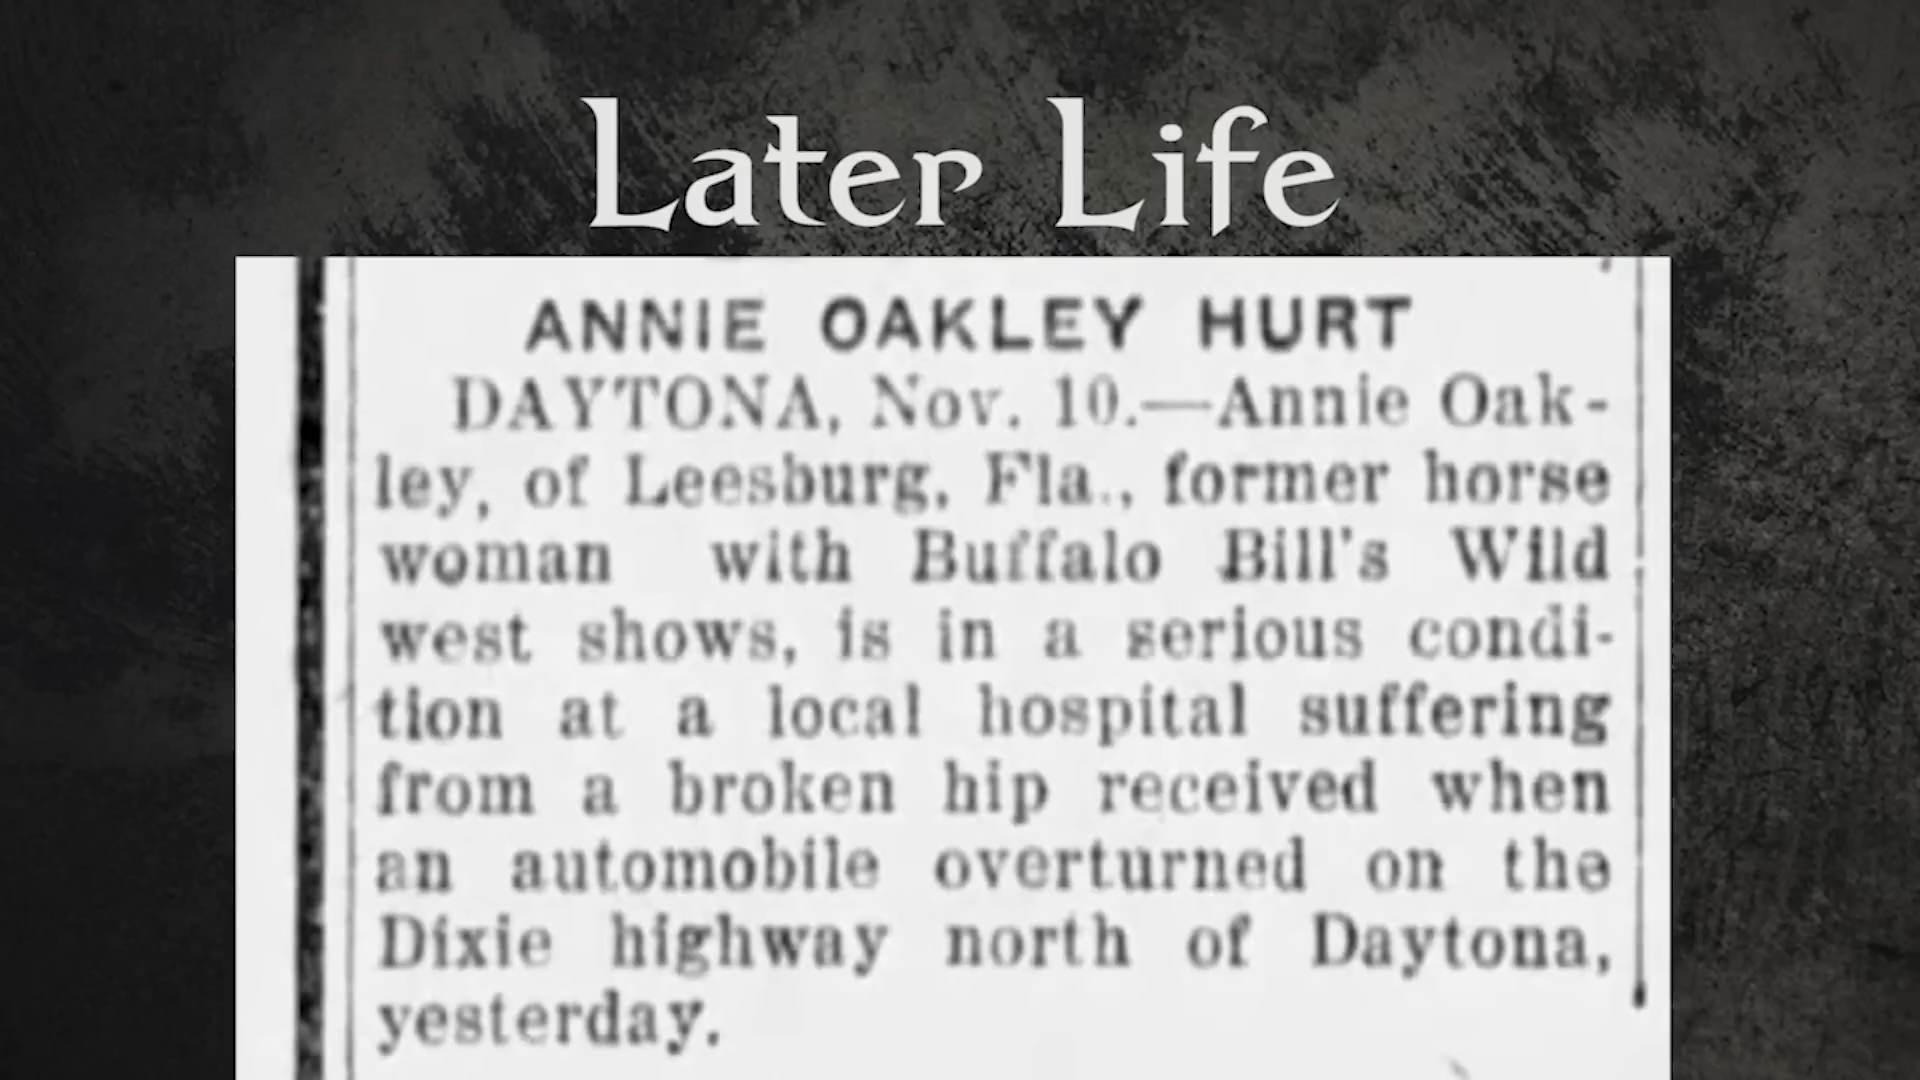 Later Life
ANNIE OAKLEY HURT
DAYTONA, Nov. 10.—Annie Oak-
ley, of Leesburg, Fla., former horse
woman with Buffalo Bill's Wild
west shows, is in a serious condi-
tion at a local hospital suffering
from a broken hip received when
an automobile overturned on the
Dixie highway north of Daytona,
yesterday.